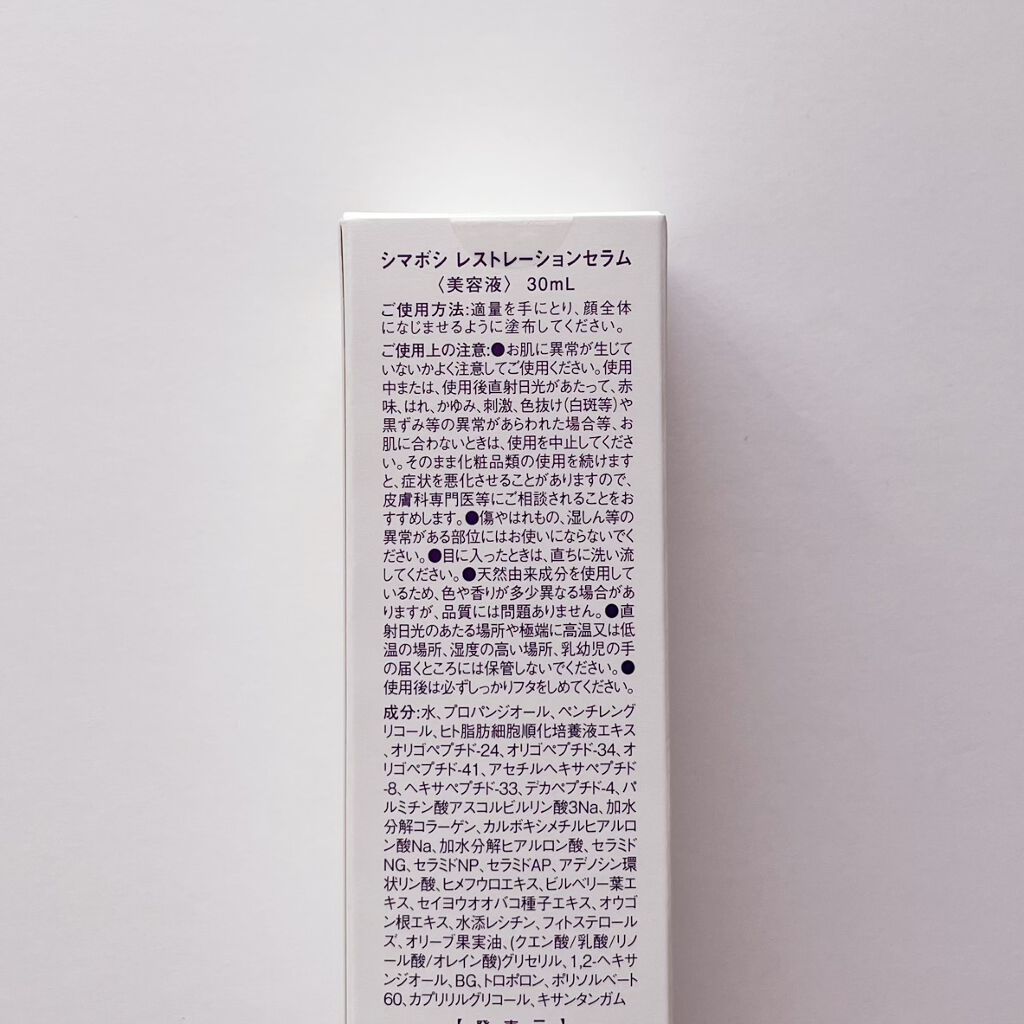 シマボシ レストレーションセラム
〈美容液〉 30mL
ご使用方法:適量を手にとり、顔全体
になじませるように塗布してください。
ご使用上の注意:●お肌に異常が生じて
いないかよく注意してご使用ください。使用
中または、使用後直射日光があたって、赤
味、はれ、かゆみ、刺激、色抜け(白斑等)や
黒ずみ等の異常があらわれた場合等、お
肌に合わないときは、使用を中止してくださ
い。そのまま化粧品類の使用を続けます
と、症状を悪化させることがありますので、
皮膚科専門医等にご相談されることをお
すすめします。●傷やはれもの、湿しん等の
異常がある部位にはお使いにならないでく
ださい。●目に入ったときは、直ちに洗い流
してください。●天然由来成分を使用して
いるため、色や香りが多少異なる場合があ
りますが、品質には問題ありません。●直
射日光のあたる場所や極端に高温又は低
温の場所、湿度の高い場所、乳幼児の手
の届くところには保管しないでください。●
使用後は必ずしっかりフタをしめてください。
成分:水、プロパンジオール、ペンチレング
リコール、ヒト脂肪細胞順化培養液エキス
、オリゴペプチド-24、オリゴペプチド-34、オ
リゴペプチド-41、アセチルヘキサペプチド
-8、ヘキサペプチド-33、デカペプチド-4、パ
ルミチン酸アスコルビルリン酸3Na、加水
分解コラーゲン、カルボキシメチルヒアルロ
ン酸Na、加水分解ヒアルロン酸、セラミド
NG、セラミドNP、セラミドAP、アデノシン環
状リン酸、ヒメフウロエキス、ビルベリー葉エ
キス、セイヨウオオバコ種子エキス、オウゴ
ン根エキス、水添レシチン、フィトステロール
ズ、オリーブ果実油、(クエン酸/乳酸/リノ
ール酸/オレイン酸)グリセリル、1,2-ヘキサ
ンジオール、BG、トロポロン、ポリソルベート
60、カプリリルグリコール、キサンタンガム